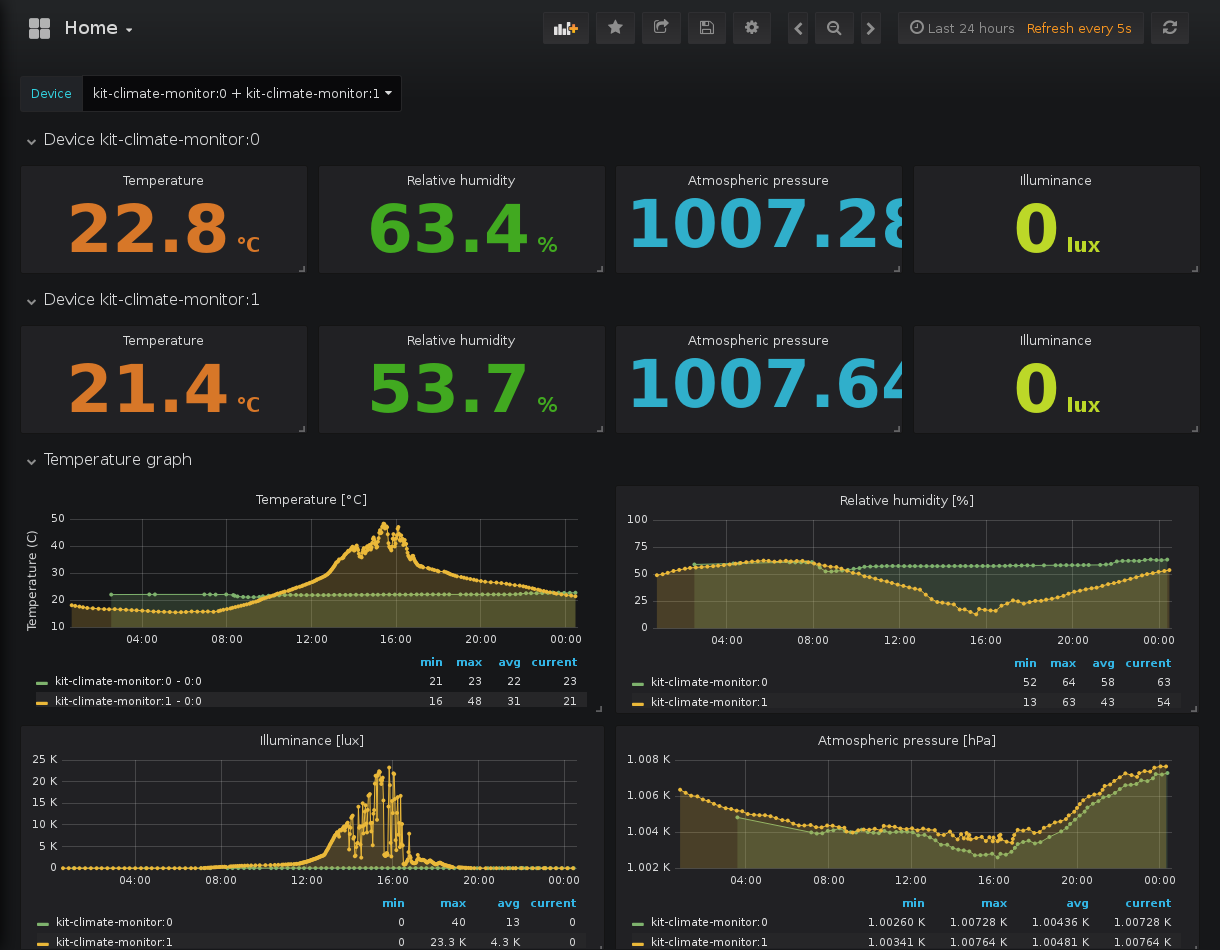 Home
Last 24 hours Refresh every 5s
Device kit-climate-monitor:0 + kit-climate-monitor:1
Device kit-climate-monitor:0
Temperature Relative humidity Atmospheric pressure Illuminance
22.8 °C 63.4 % 1007.28 0 lux
Device kit-climate-monitor:1
Temperature Relative humidity Atmospheric pressure Illuminance
21.4 °C 53.7 % 1007.64 0 lux
Temperature graph
Temperature [°C]
Temperature (C)
50
40
30
20
10
04:00 08:00 12:00 16:00 20:00 00:00
min max avg current
kit-climate-monitor:0 - 0:0 21 23 22 23
kit-climate-monitor:1 - 0:0 16 48 31 21
Relative humidity [%]
100
75
50
25
0
04:00 08:00 12:00 16:00 20:00 00:00
min max avg current
kit-climate-monitor:0 52 64 58 63
kit-climate-monitor:1 13 63 43 54
Illuminance [lux]
25 K
20 K
15 K
10 K
5 K
0
04:00 08:00 12:00 16:00 20:00 00:00
min max avg current
kit-climate-monitor:0 0 40 13 0
kit-climate-monitor:1 0 23.3 K 4.3 K 0
Atmospheric pressure [hPa]
1.008 K
1.006 K
1.004 K
1.002 K
04:00 08:00 12:00 16:00 20:00 00:00
min max avg current
kit-climate-monitor:0 1.00260 K 1.00728 K 1.00436 K 1.00728 K
kit-climate-monitor:1 1.00341 K 1.00764 K 1.00481 K 1.00764 K